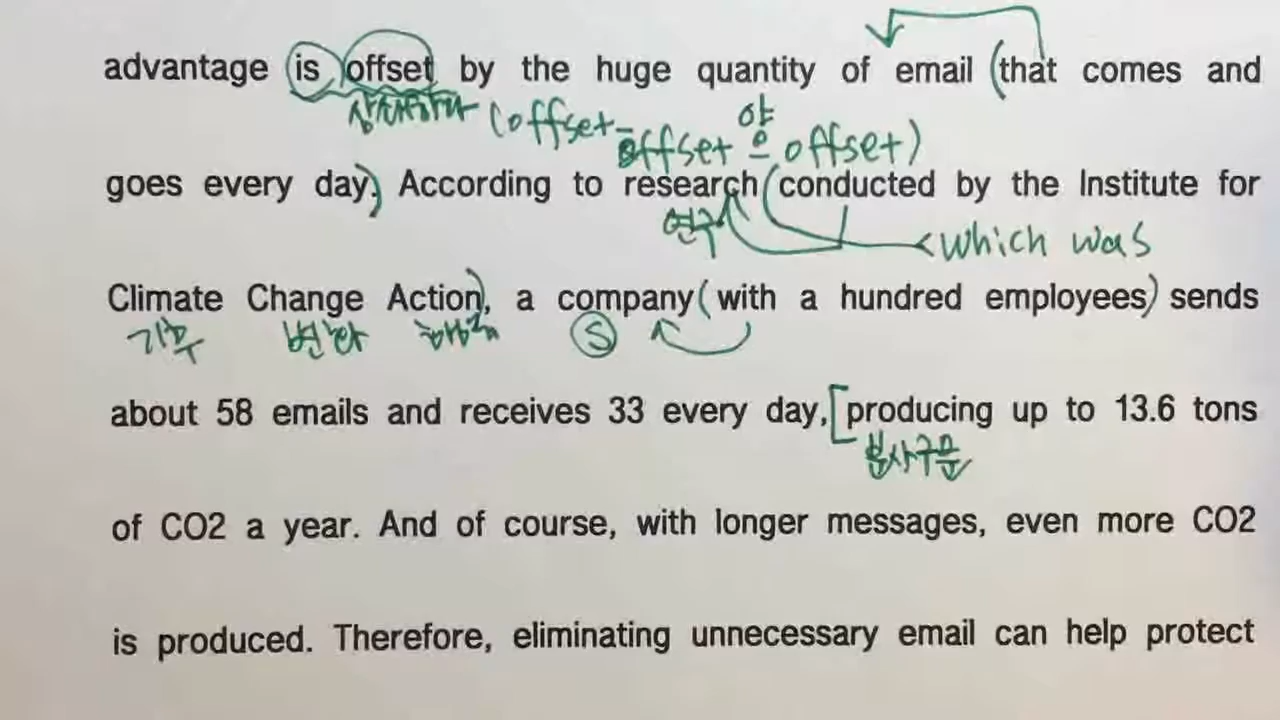 advantage is offset by the huge quantity of email (that comes and
상쇄하다 (offset-offset-offset)
야
goes every day.) According to research (conducted by the Institute for
연구 which was
Climate Change Action), a company (with a hundred employees) sends
기후 변화 행동 S
about 58 emails and receives 33 every day, [producing up to 13.6 tons
분사구문
of CO2 a year. And of course, with longer messages, even more CO2
is produced. Therefore, eliminating unnecessary email can help protect